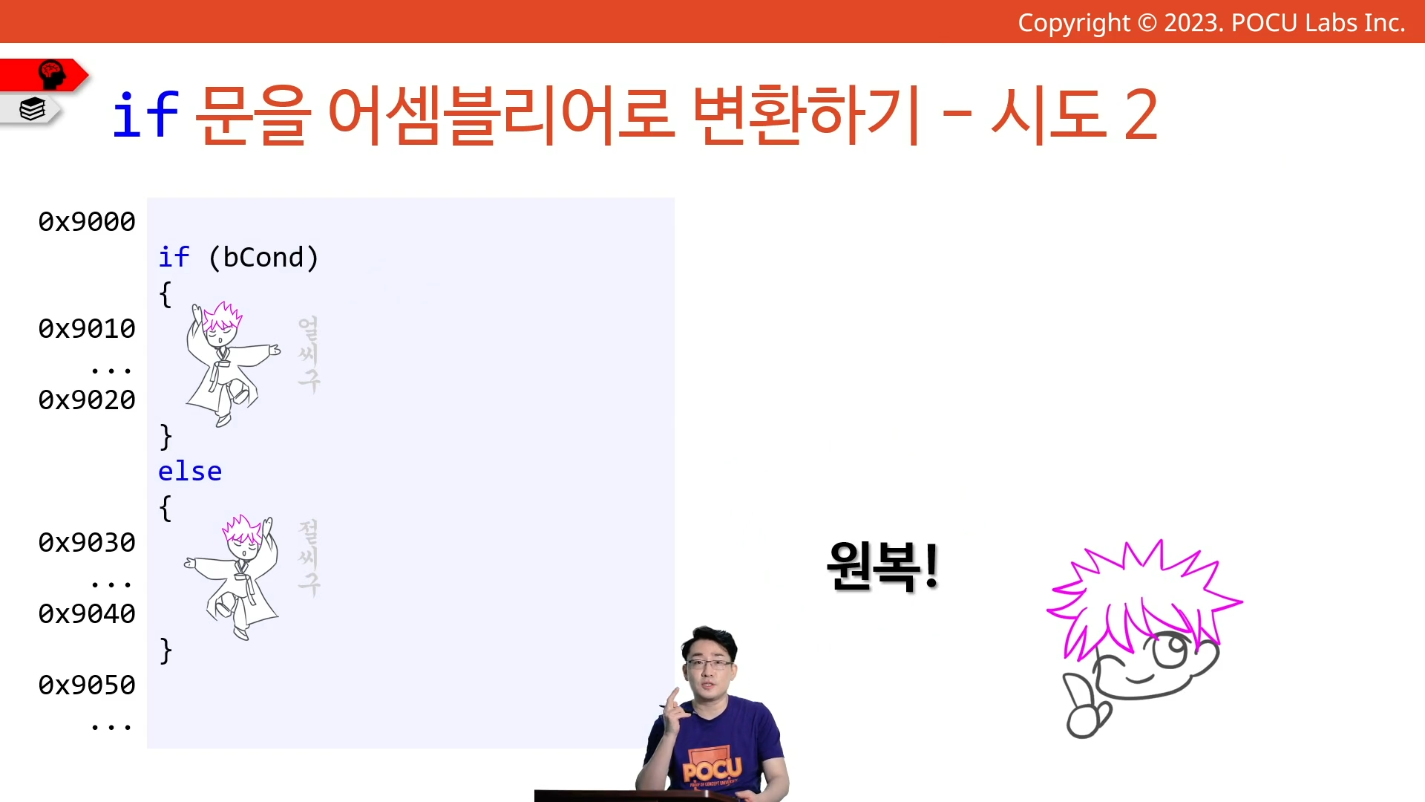 Copyright © 2023. POCU Labs Inc.
if 문을 어셈블리어로 변환하기 - 시도 2
0x9000
if (bCond)
{
0x9010
...
0x9020
얼씨구
}
else
{
0x9030
...
0x9040
절씨구
}
0x9050
...
원복!
POCU